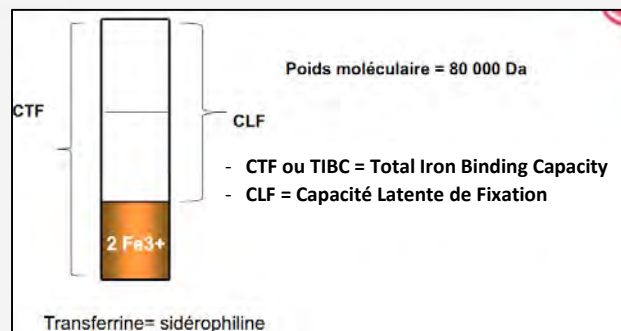 Poids moléculaire = 80 000 Da
CTF
CLF
- CTF ou TIBC = Total Iron Binding Capacity
- CLF = Capacité Latente de Fixation
2 Fe3+
Transferrine= sidérophiline